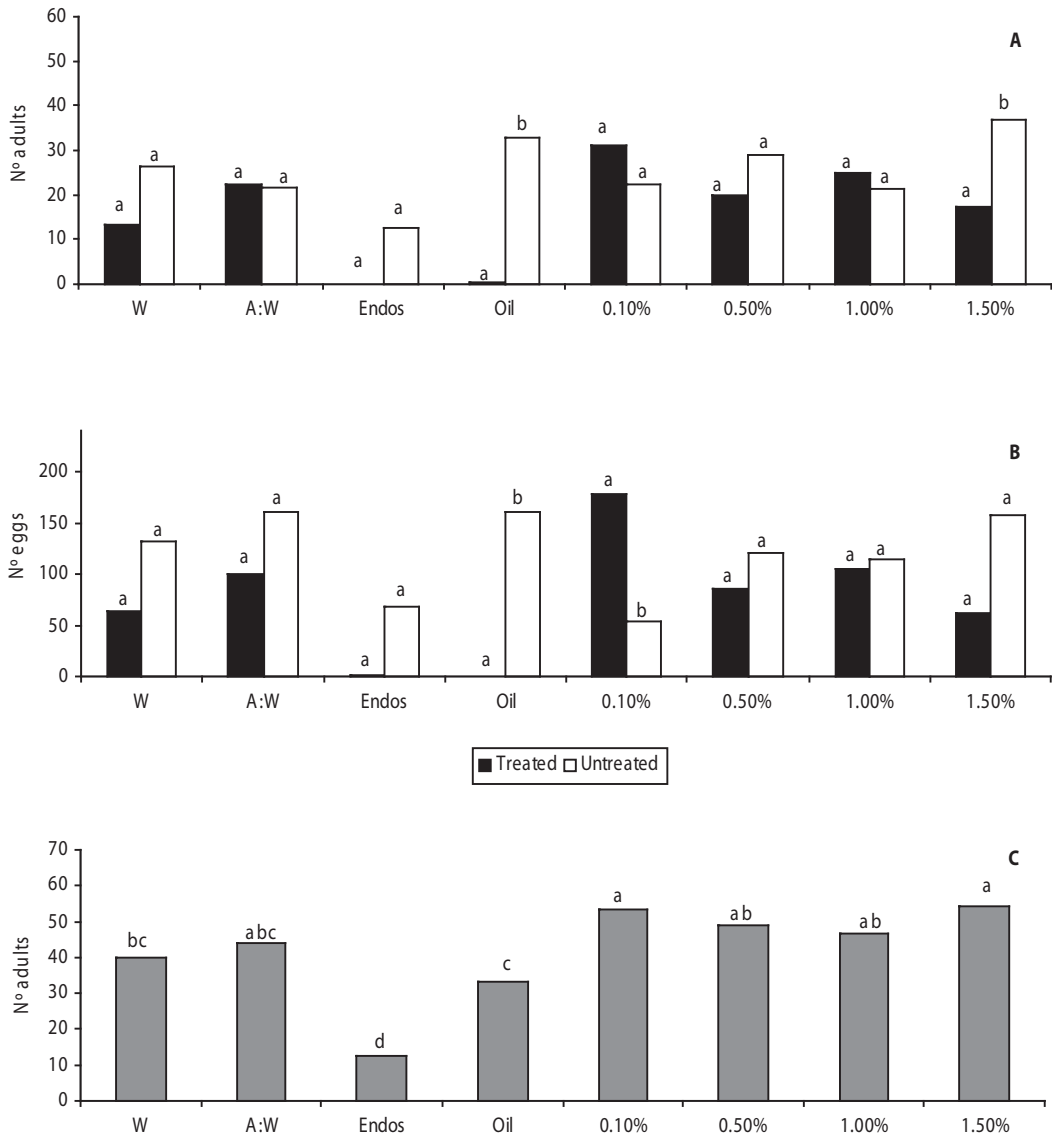 A
Nº adults
60
50
40
30
20
10
0
a a a a a a b a a a a a a a b
W A:W Endos Oil 0.10% 0.50% 1.00% 1.50%
B
Nº eggs
200
150
100
50
0
a a a a a a a b a b a a a a a a
W A:W Endos Oil 0.10% 0.50% 1.00% 1.50%
Treated Untreated
C
Nº adults
70
60
50
40
30
20
10
0
bc abc d c a ab ab a
W A:W Endos Oil 0.10% 0.50% 1.00% 1.50%